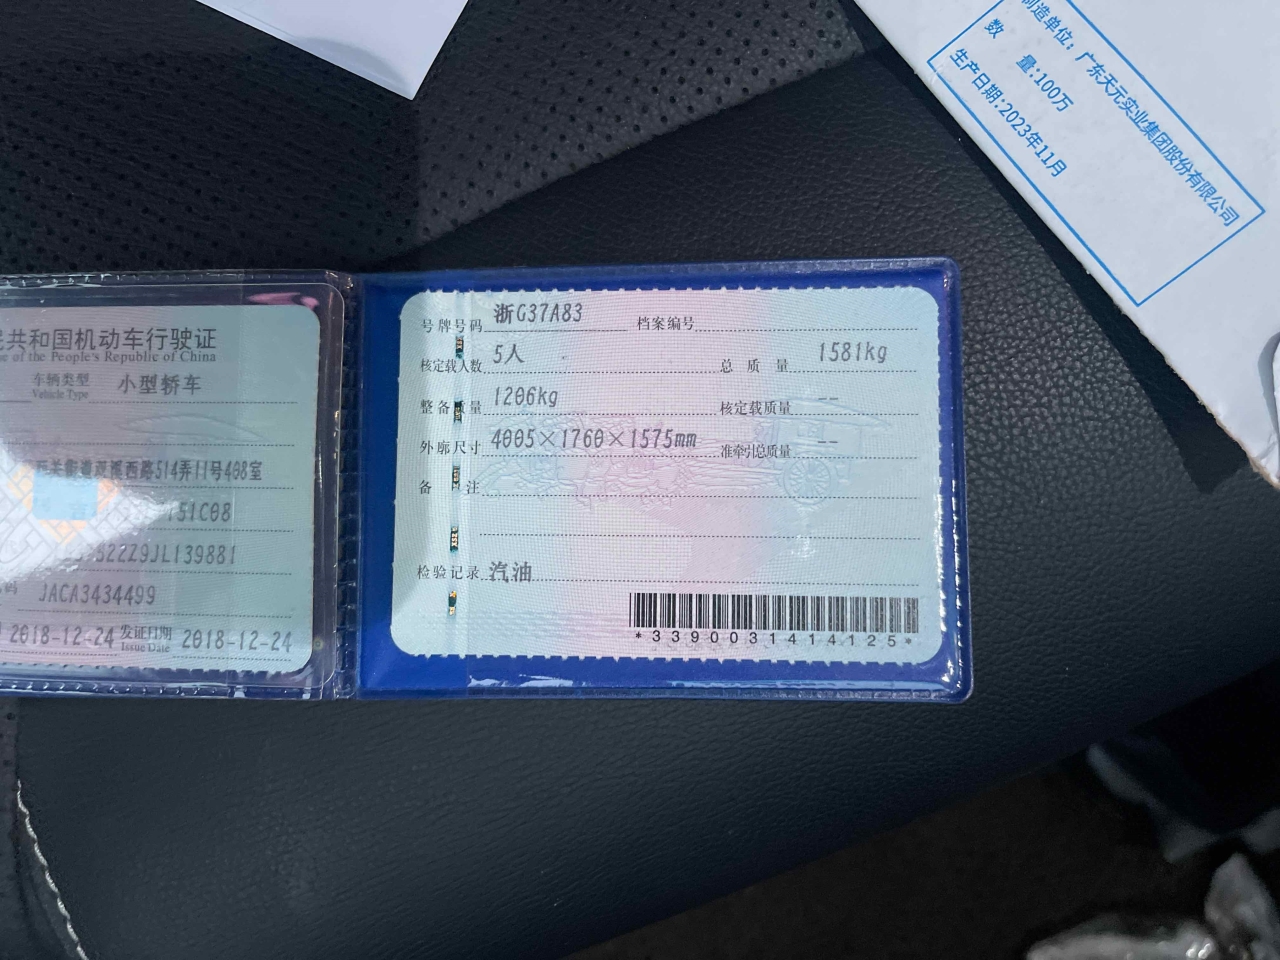 共和国机动车行驶证
of the People's Republic of China
车辆类型 小型轿车
Vehicle Type
西路514弄11号408室
151C08
22Z9JL139881
JACA3434499
2018-12-24 发证日期 2018-12-24
Issue Date
号牌号码 浙G37A83 档案编号
核定载人数 5人 总质量 1581kg
整备质量 1206kg 核定载质量 --
外廓尺寸 4005×1760×1575mm 准牵引总质量 --
备注
检验记录 汽油
*3390031414125*
制造单位：广东天元实业集团股份有限公司
数 量:100万
生产日期:2023年11月